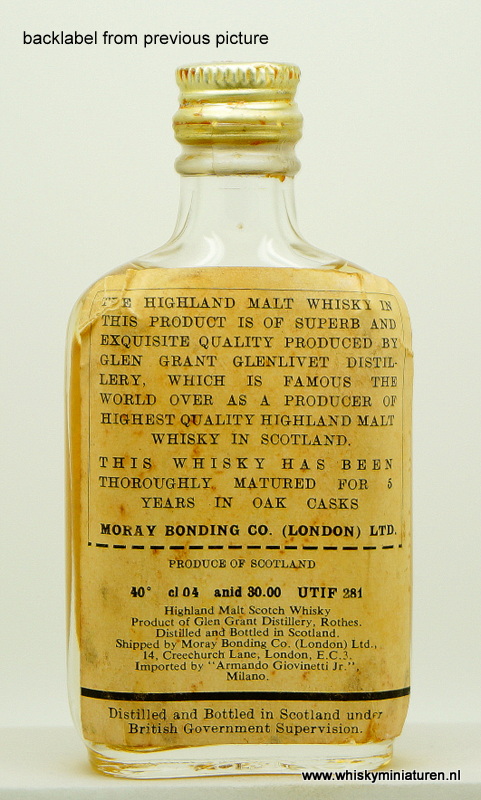 backlabel from previous picture
THE HIGHLAND MALT WHISKY IN
THIS PRODUCT IS OF SUPERB AND
EXQUISITE QUALITY PRODUCED BY
GLEN GRANT GLENLIVET DISTIL-
LERY, WHICH IS FAMOUS THE
WORLD OVER AS A PRODUCER OF
HIGHEST QUALITY HIGHLAND MALT
WHISKY IN SCOTLAND.
THIS WHISKY HAS BEEN
THOROUGHLY MATURED FOR 5
YEARS IN OAK CASKS
MORAY BONDING CO. (LONDON) LTD.
PRODUCE OF SCOTLAND
40° cl 04 anid 30.00 UTIF 281
Highland Malt Scotch Whisky
Product of Glen Grant Distillery, Rothes.
Distilled and Bottled in Scotland.
Shipped by Moray Bonding Co. (London) Ltd.,
14, Creechurch Lane, London, E.C.3.
Imported by "Armando Giovinetti Jr.",
Milano.
Distilled and Bottled in Scotland under
British Government Supervision.
www.whiskyminiaturen.nl